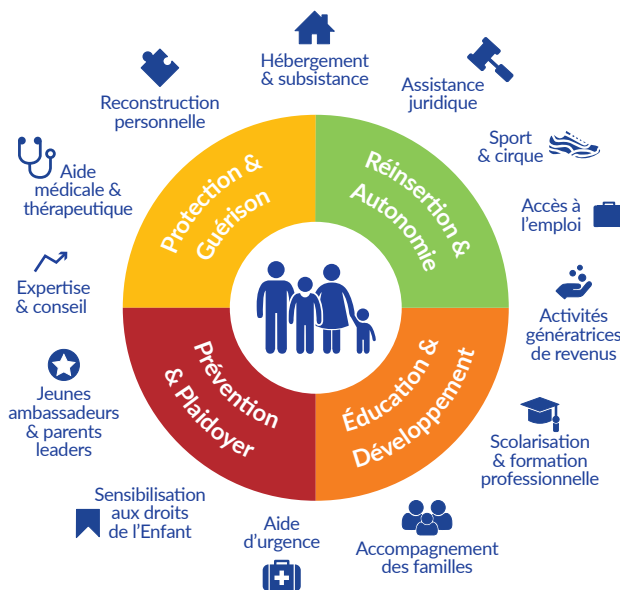 Hébergement
& subsistance
Assistance
juridique
Sport
& cirque
Accès à
l'emploi
Activités
génératrices
de revenus
Scolarisation
& formation
professionnelle
Accompagnement
des familles
Aide
d'urgence
Sensibilisation
aux droits
de l'Enfant
Jeunes
ambassadeurs
& parents
leaders
Expertise
& conseil
Aide
médicale &
thérapeutique
Reconstruction
personnelle
Protection &
Guérison
Réinsertion &
Autonomie
Éducation &
Développement
Prévention
& Plaidoyer